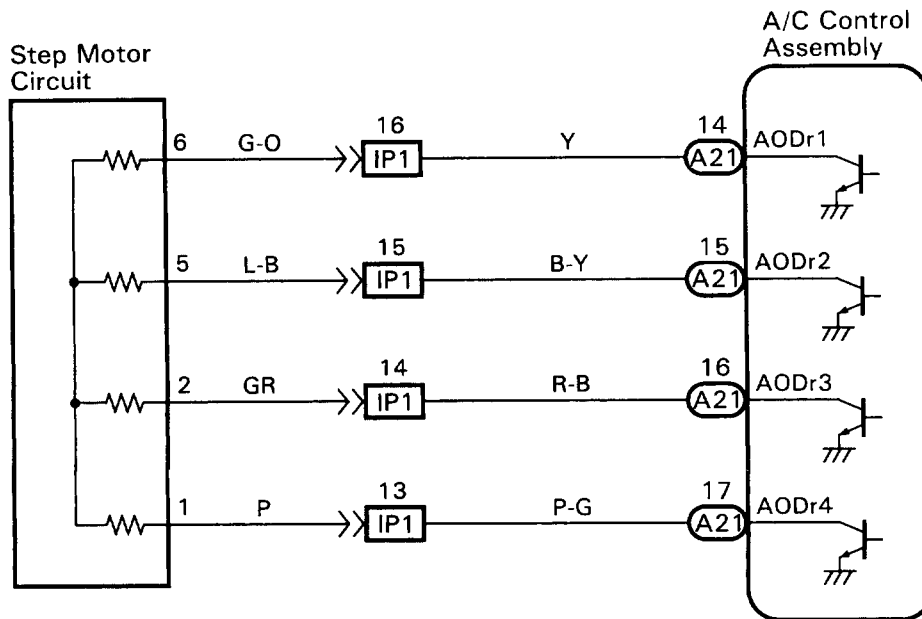 A/C Control
Assembly
Step Motor
Circuit
6 G-O 16 IP1 Y 14 A21 AODr1
5 L-B 15 IP1 B-Y 15 A21 AODr2
2 GR 14 IP1 R-B 16 A21 AODr3
1 P 13 IP1 P-G 17 A21 AODr4